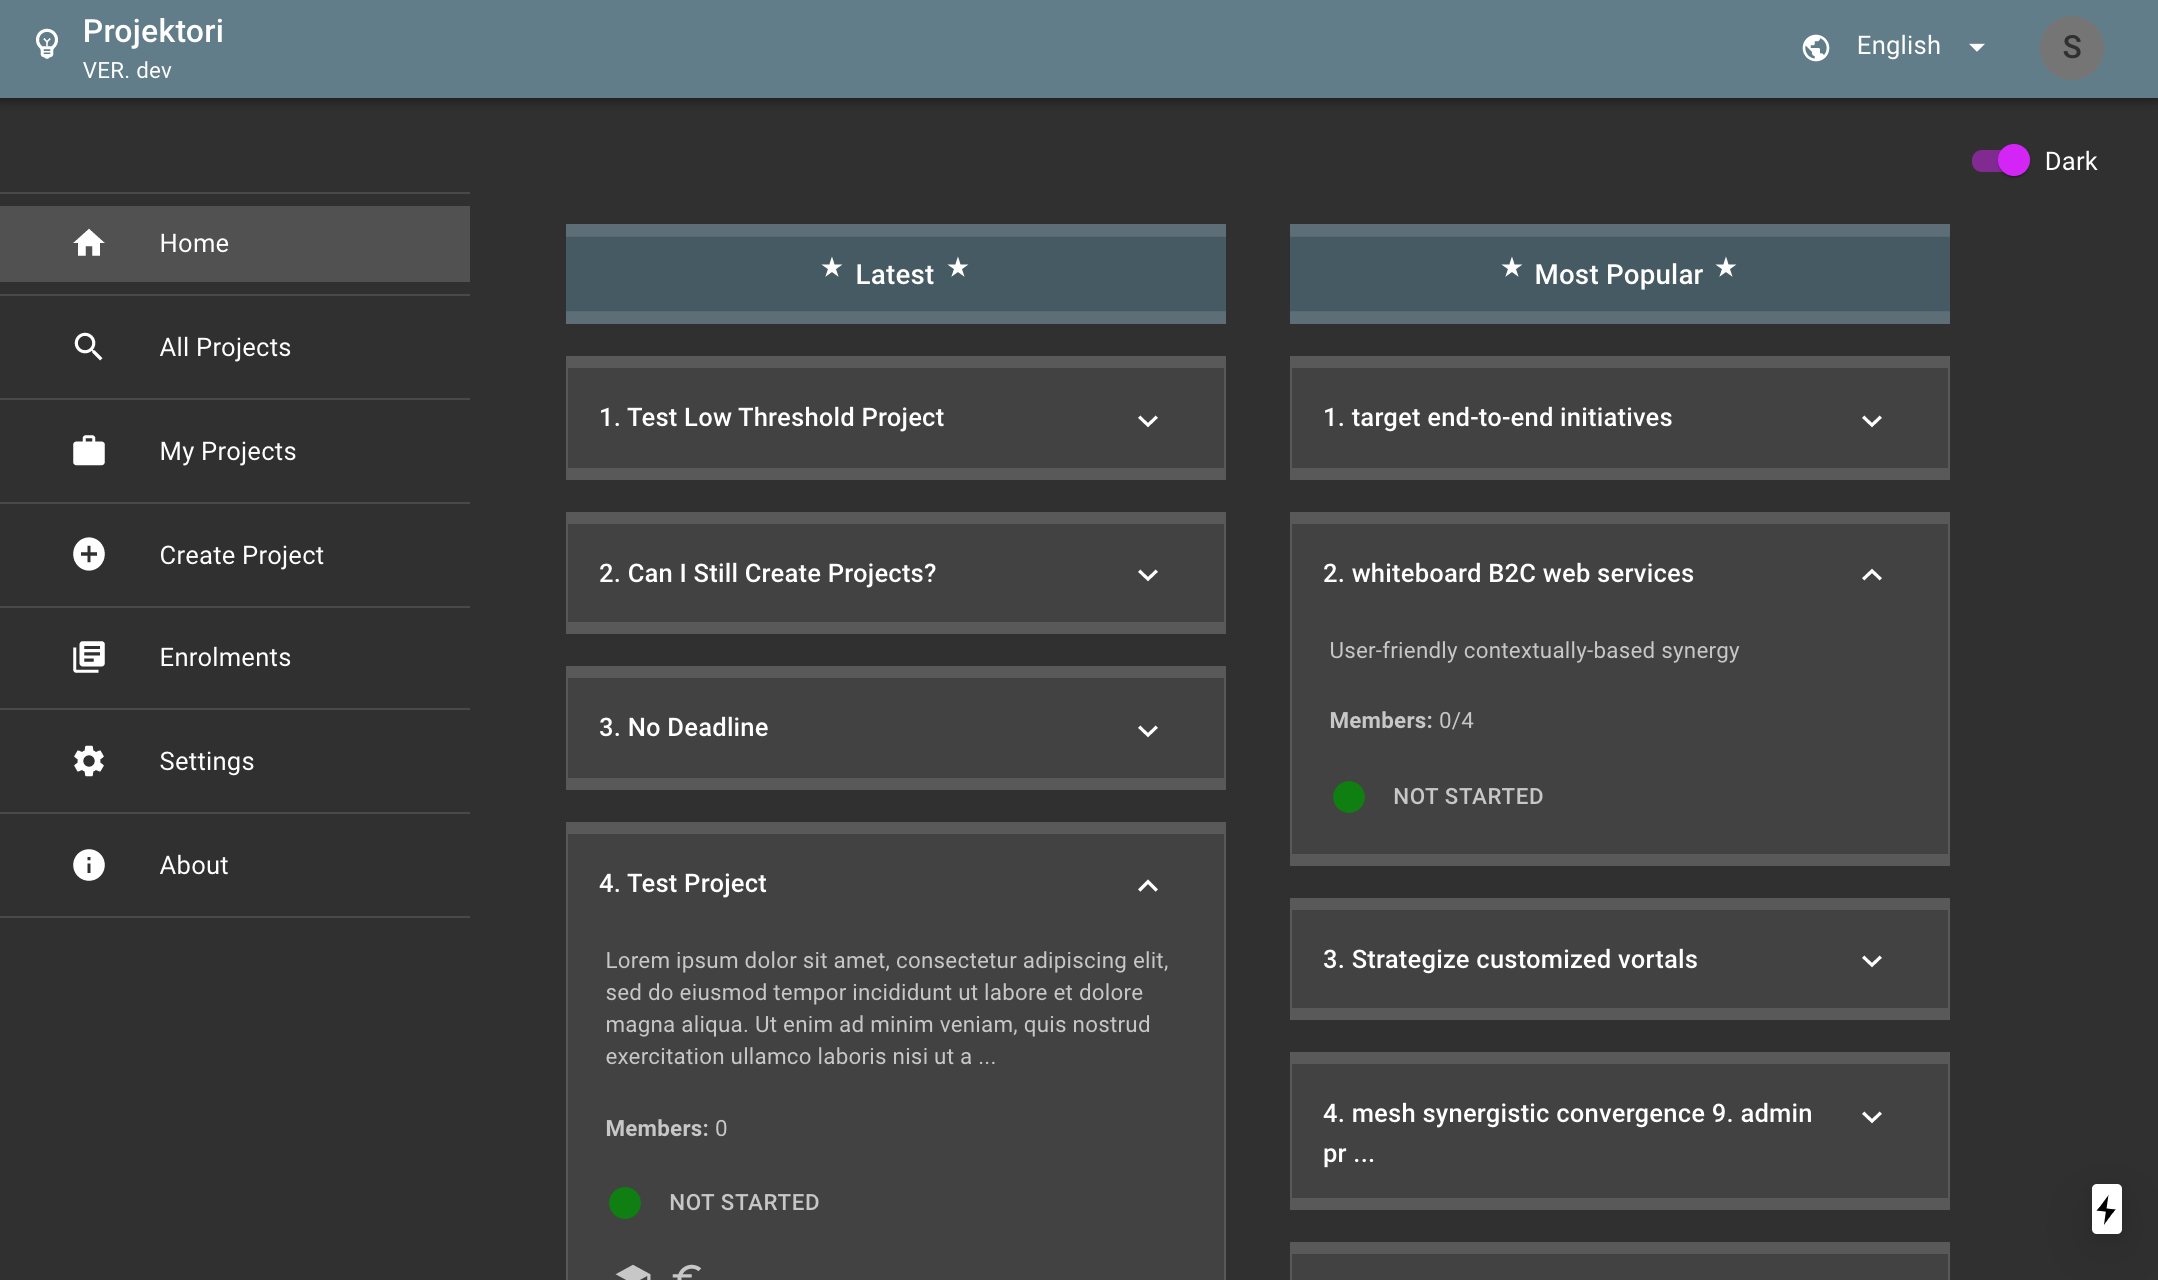 Projektori
VER. dev
English
S
Dark
Home
All Projects
My Projects
Create Project
Enrolments
Settings
About
★ Latest ★
1. Test Low Threshold Project
2. Can I Still Create Projects?
3. No Deadline
4. Test Project
Lorem ipsum dolor sit amet, consectetur adipiscing elit,
sed do eiusmod tempor incididunt ut labore et dolore
magna aliqua. Ut enim ad minim veniam, quis nostrud
exercitation ullamco laboris nisi ut a ...
Members: 0
NOT STARTED
★ Most Popular ★
1. target end-to-end initiatives
2. whiteboard B2C web services
User-friendly contextually-based synergy
Members: 0/4
NOT STARTED
3. Strategize customized vortals
4. mesh synergistic convergence 9. admin
pr ...